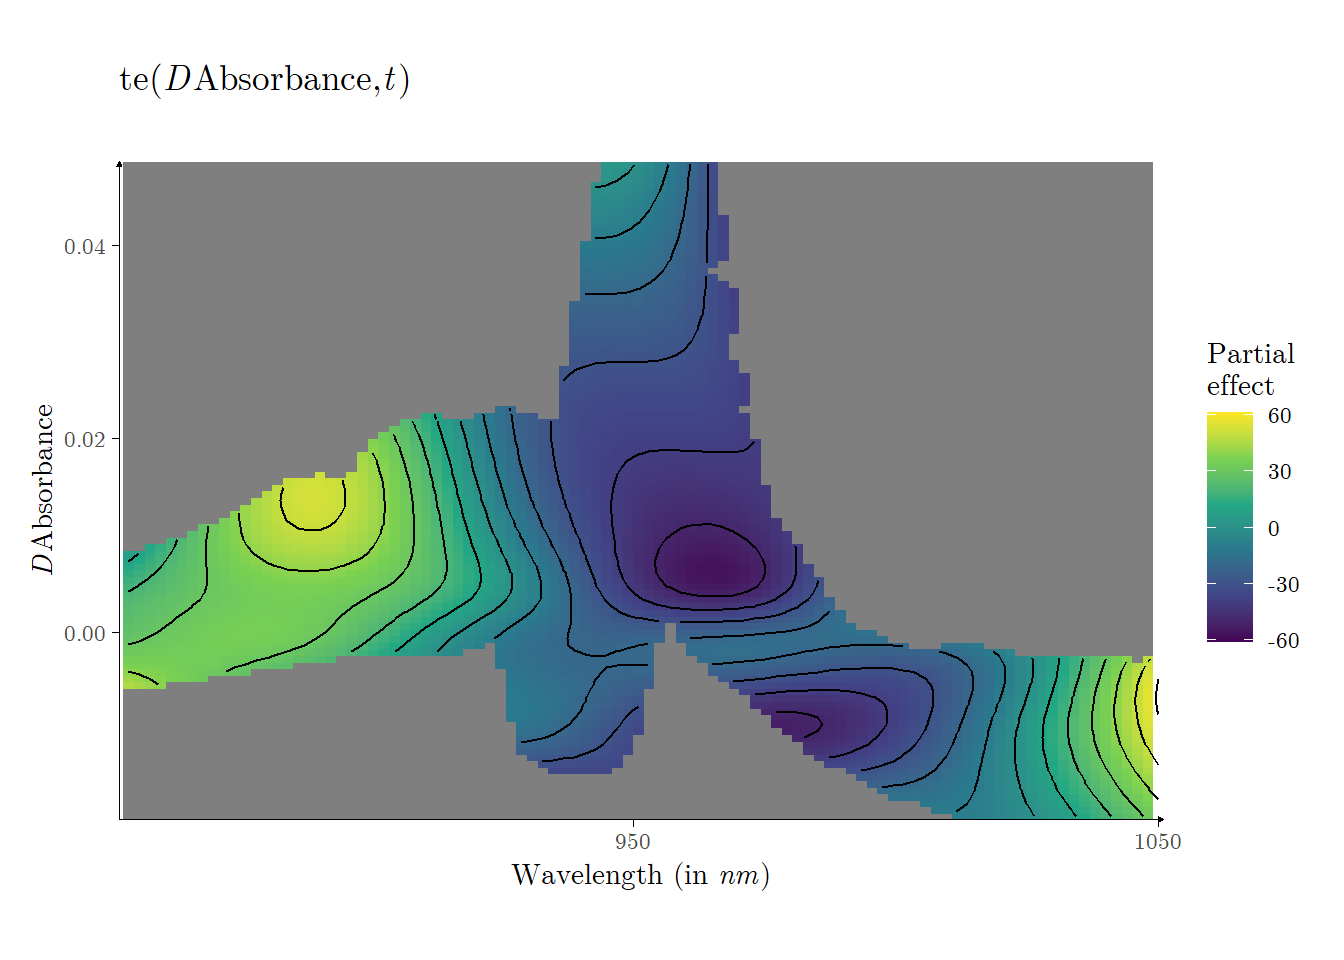 te(DAbsorbance,t)
0.04
0.02
0.00
DAbsorbance
950
1050
Wavelength (in nm)
Partial
effect
60
30
0
-30
-60